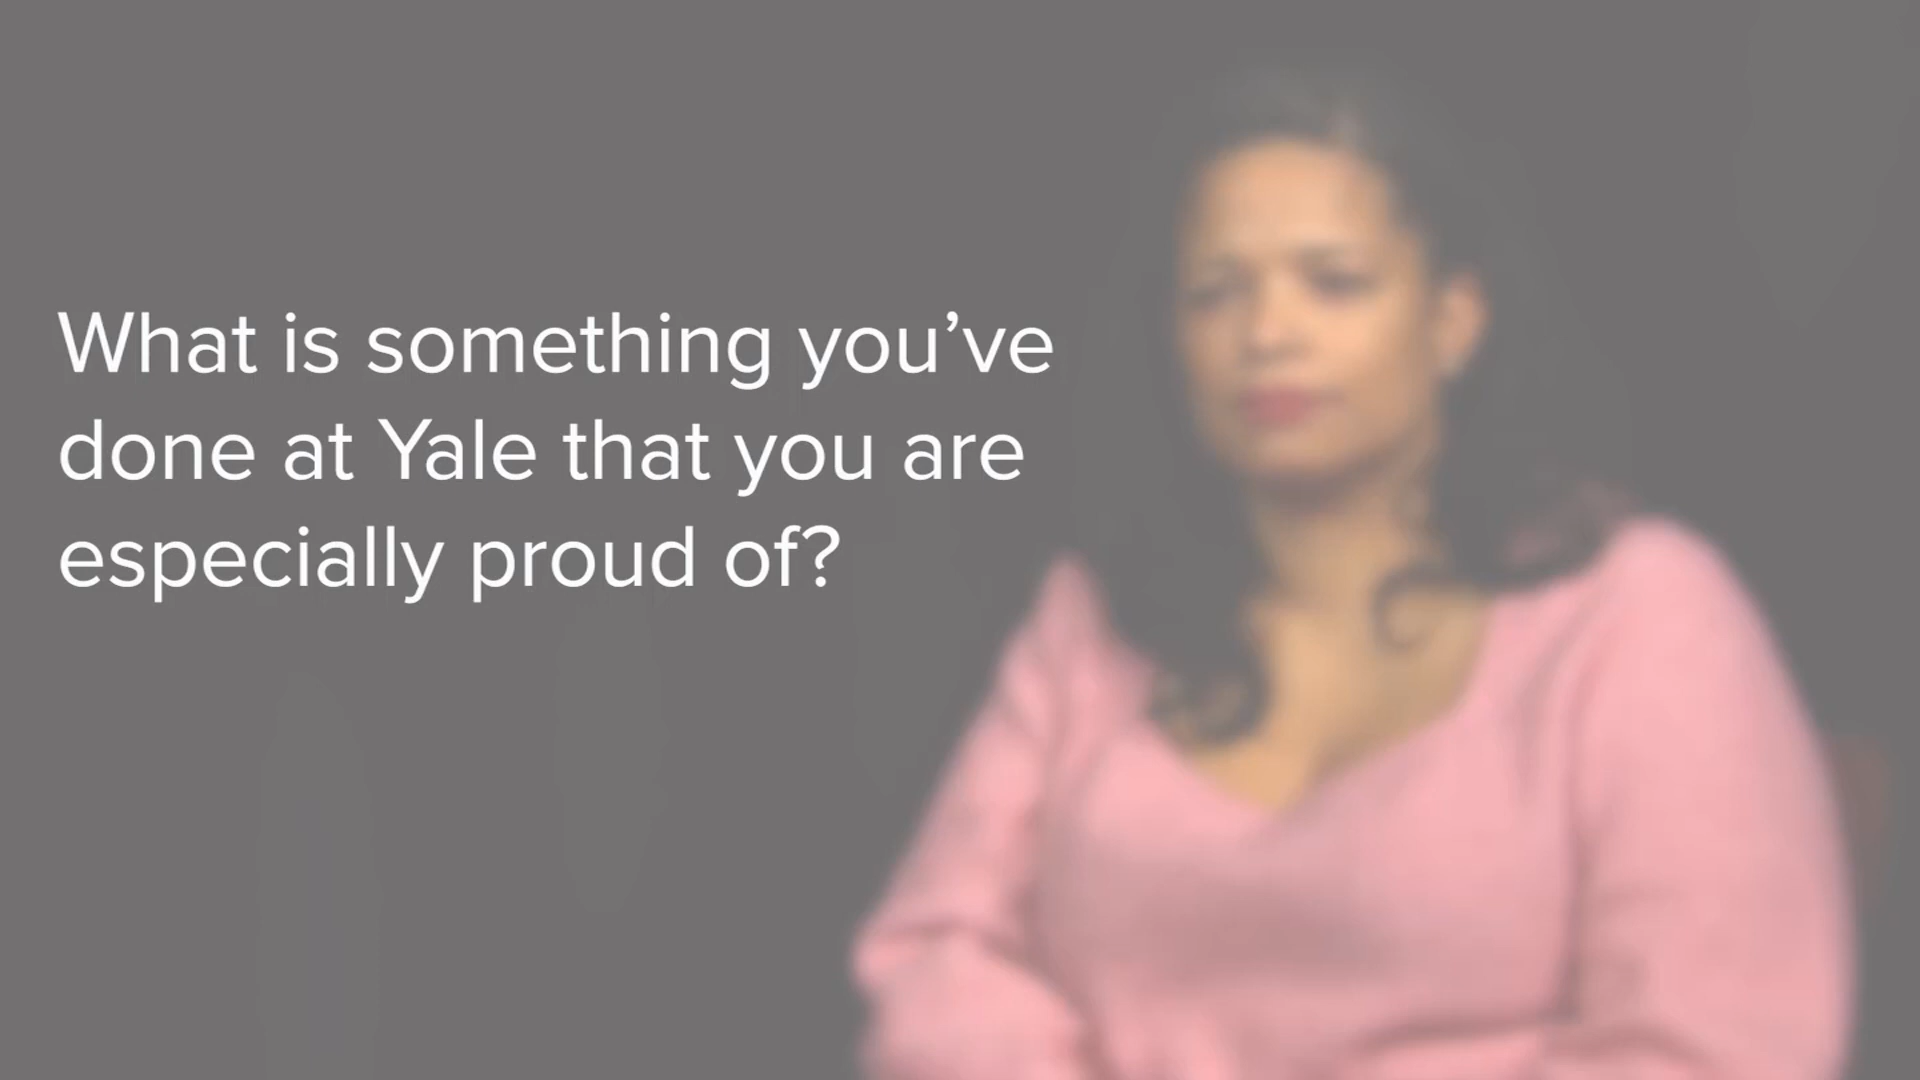 What is something you’ve
done at Yale that you are
especially proud of?